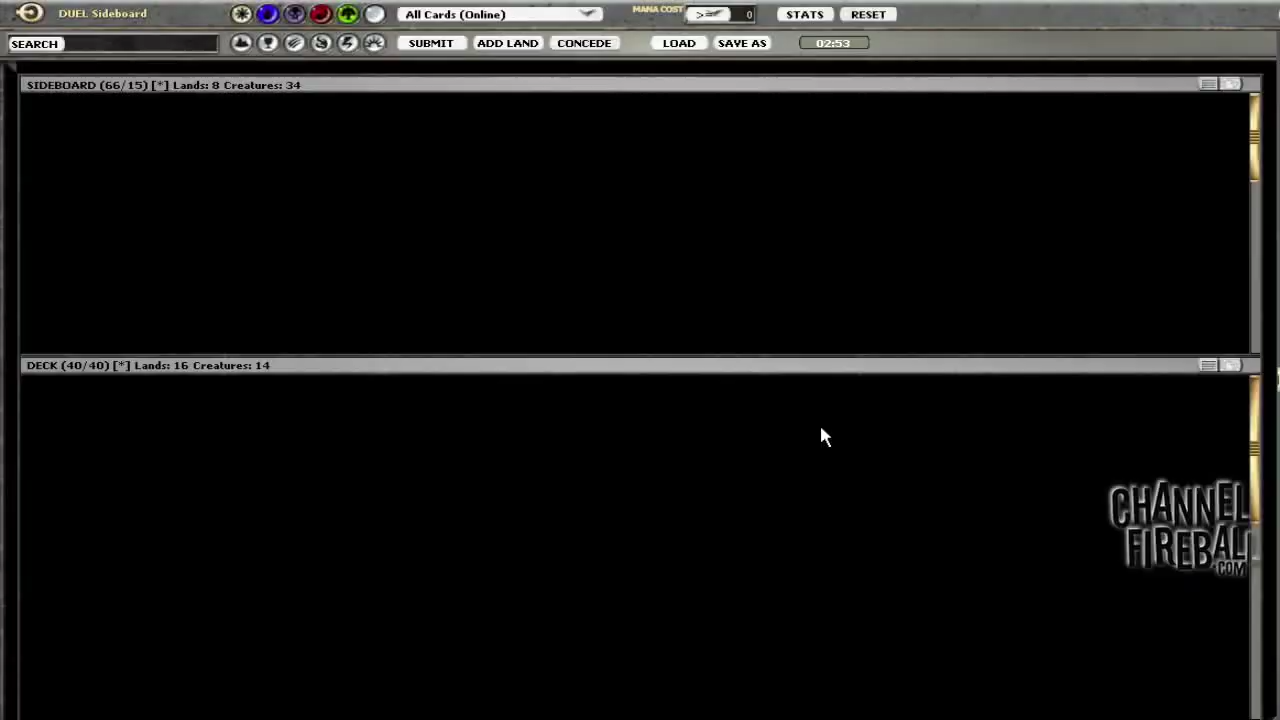 DUEL Sideboard
All Cards (Online)
MANA COST
>=
0
STATS
RESET
SEARCH
SUBMIT
ADD LAND
CONCEDE
LOAD
SAVE AS
02:53
SIDEBOARD (66/15) [*] Lands: 8 Creatures: 34
DECK (40/40) [*] Lands: 16 Creatures: 14
CHANNEL
FIREBALL
.COM